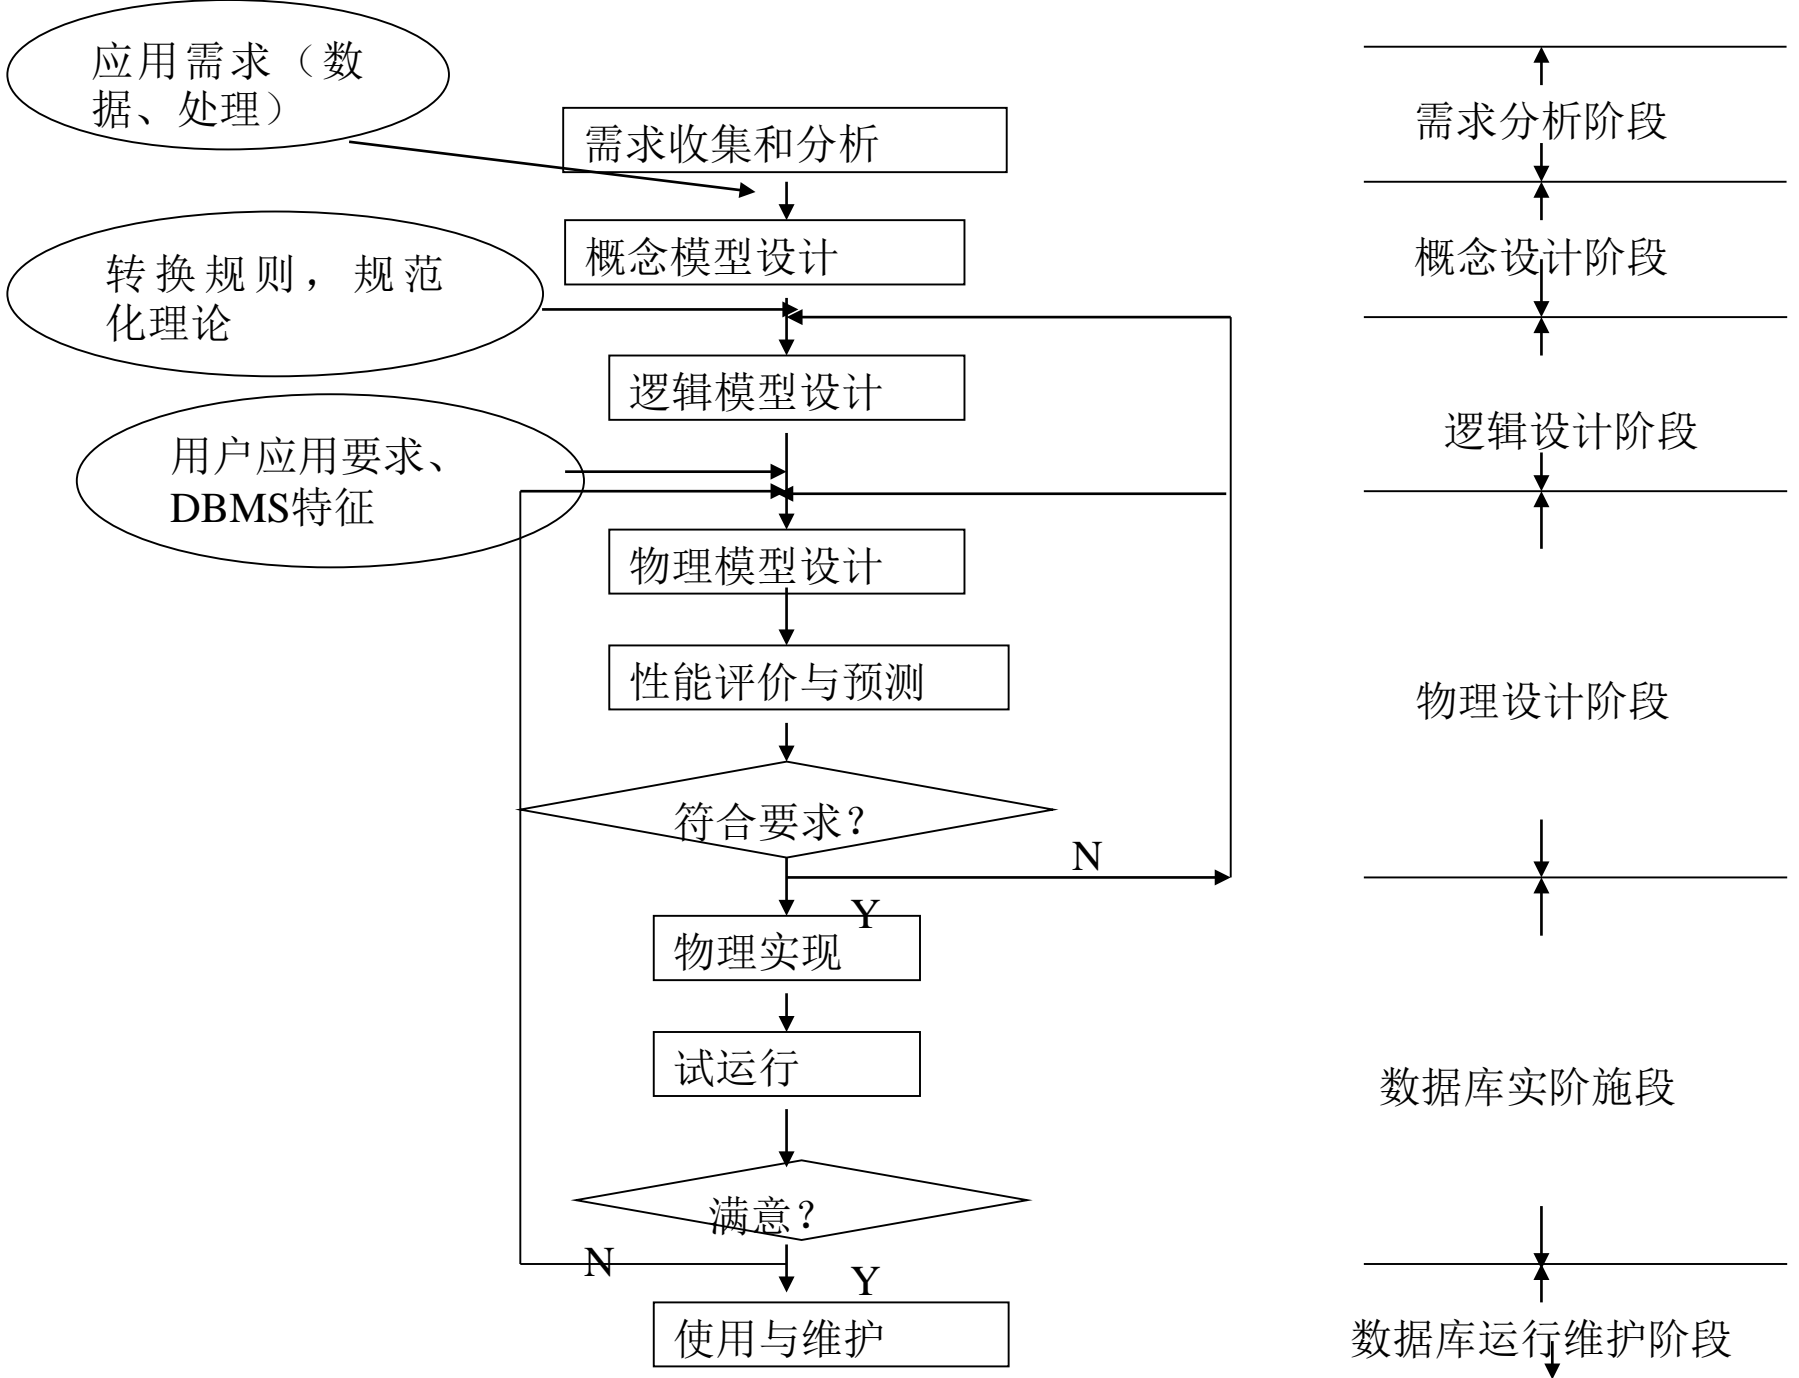 应用需求（数
据、处理）
需求收集和分析
需求分析阶段
概念模型设计
概念设计阶段
转换规则，规范
化理论
逻辑模型设计
逻辑设计阶段
用户应用要求、
DBMS特征
物理模型设计
性能评价与预测
物理设计阶段
符合要求？
N
Y
物理实现
试运行
数据库实阶施段
满意？
N
Y
使用与维护
数据库运行维护阶段